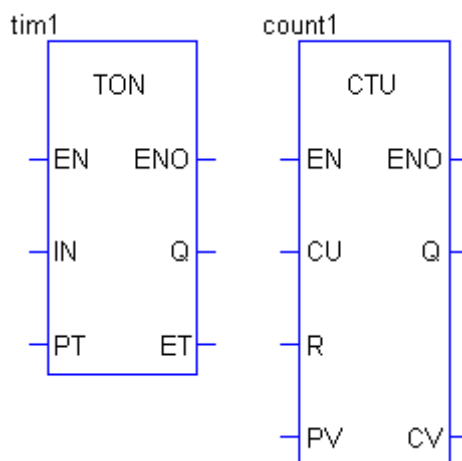 tim1 count1
TON CTU
EN ENO EN ENO
IN Q CU Q
PT ET R
PV CV